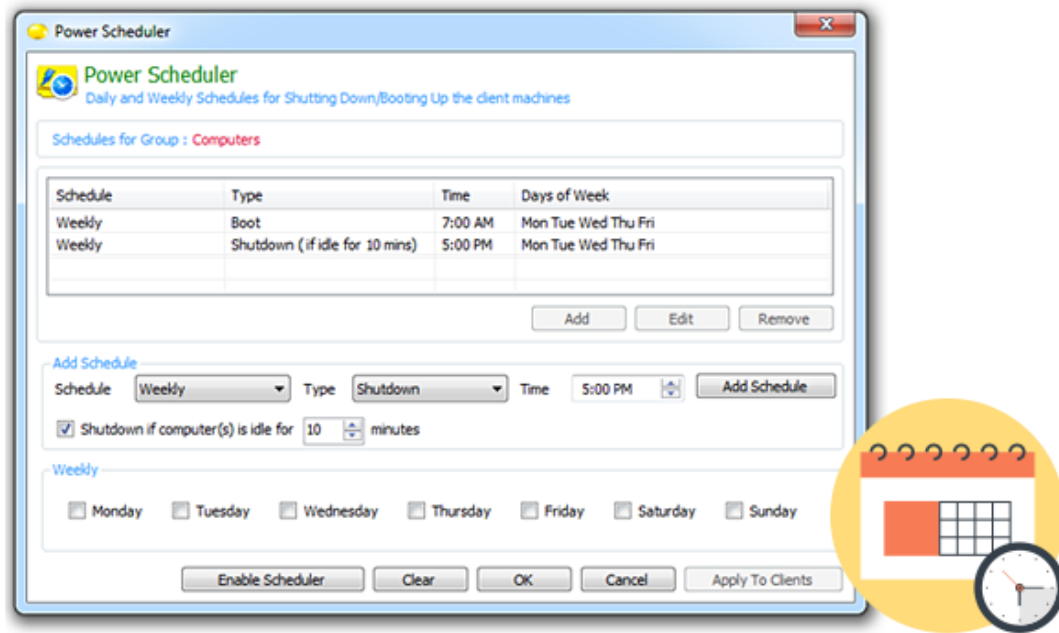 Power Scheduler
Power Scheduler
Daily and Weekly Schedules for Shutting Down/Booting Up the client machines
Schedules for Group : Computers
Schedule Type Time Days of Week
Weekly Boot 7:00 AM Mon Tue Wed Thu Fri
Weekly Shutdown ( if idle for 10 mins) 5:00 PM Mon Tue Wed Thu Fri
Add Edit Remove
Add Schedule
Schedule Weekly Type Shutdown Time 5:00 PM Add Schedule
Shutdown if computer(s) is idle for 10 minutes
Weekly
Monday Tuesday Wednesday Thursday Friday Saturday Sunday
Enable Scheduler Clear OK Cancel Apply To Clients